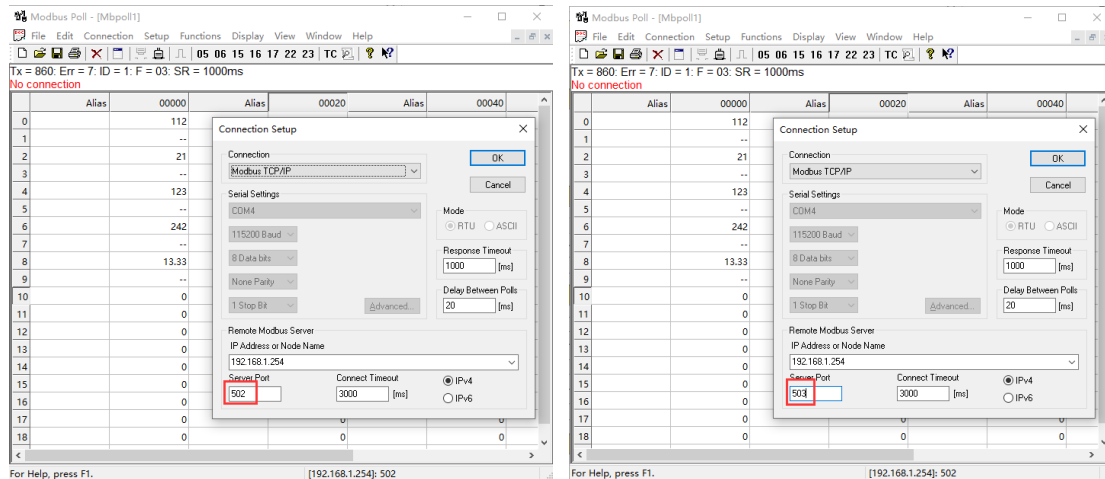 Modbus Poll - [Mbpoll1]
File Edit Connection Setup Functions Display View Window Help
05 06 15 16 17 22 23 TC
Tx = 860: Err = 7: ID = 1: F = 03: SR = 1000ms
No connection
Alias 00000 Alias 00020 Alias 00040
0 112
1 --
2 21
3 --
4 123
5 --
6 242
7 --
8 13.33
9 --
10 0
11 0
12 0
13 0
14 0
15 0
16 0
17 0 0 0
18 0 0 0
Connection Setup
Connection
Modbus TCP/IP
OK
Cancel
Serial Settings
COM4
115200 Baud
8 Data bits
None Parity
1 Stop Bit
Advanced...
Mode
RTU ASCII
Response Timeout
1000 [ms]
Delay Between Polls
20 [ms]
Remote Modbus Server
IP Address or Node Name
192.168.1.254
Server Port Connect Timeout
502 3000 [ms]
IPv4
IPv6
For Help, press F1. [192.168.1.254]: 502
Modbus Poll - [Mbpoll1]
File Edit Connection Setup Functions Display View Window Help
05 06 15 16 17 22 23 TC
Tx = 860: Err = 7: ID = 1: F = 03: SR = 1000ms
No connection
Alias 00000 Alias 00020 Alias 00040
0 112
1 --
2 21
3 --
4 123
5 --
6 242
7 --
8 13.33
9 --
10 0
11 0
12 0
13 0
14 0
15 0
16 0
17 0 0 0
18 0 0 0
Connection Setup
Connection
Modbus TCP/IP
OK
Cancel
Serial Settings
COM4
115200 Baud
8 Data bits
None Parity
1 Stop Bit
Advanced...
Mode
RTU ASCII
Response Timeout
1000 [ms]
Delay Between Polls
20 [ms]
Remote Modbus Server
IP Address or Node Name
192.168.1.254
Server Port Connect Timeout
503 3000 [ms]
IPv4
IPv6
For Help, press F1. [192.168.1.254]: 502